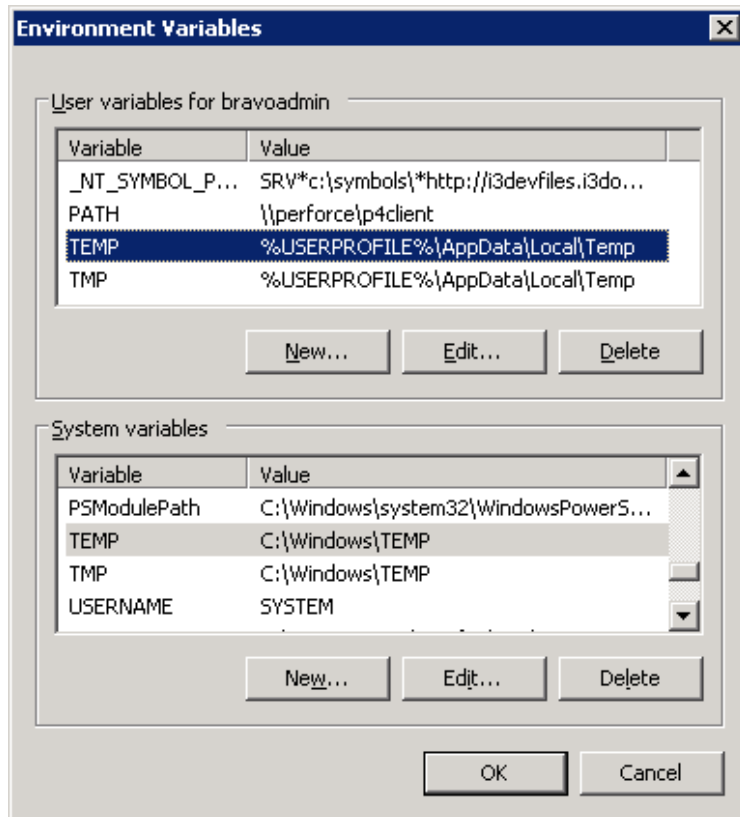 Environment Variables
User variables for bravoadmin
Variable Value
_NT_SYMBOL_P... SRV*c:\symbols\*http://i3devfiles.i3do...
PATH \\perforce\p4client
TEMP %USERPROFILE%\AppData\Local\Temp
TMP %USERPROFILE%\AppData\Local\Temp
New... Edit... Delete
System variables
Variable Value
PSModulePath C:\Windows\system32\WindowsPowerS...
TEMP C:\Windows\TEMP
TMP C:\Windows\TEMP
USERNAME SYSTEM
New... Edit... Delete
OK Cancel